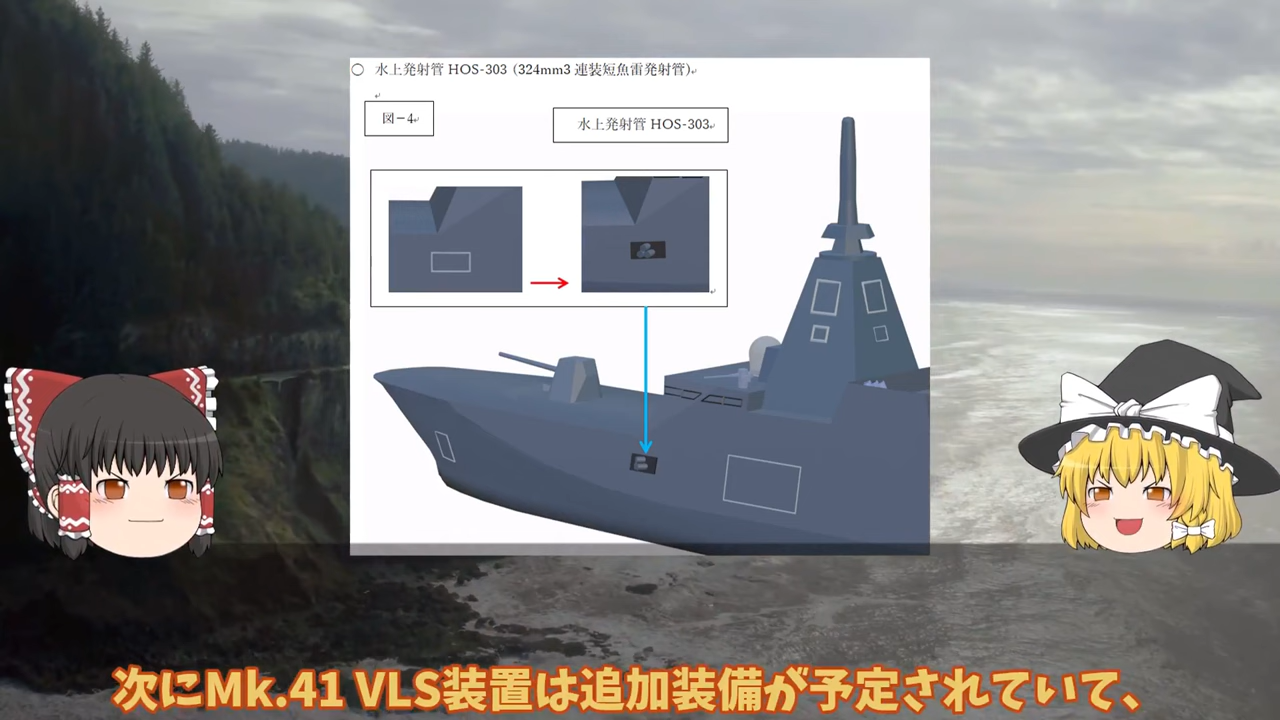 ○ 水上発射管 HOS-303 (324mm3 連装短魚雷発射管)
図－4
水上発射管 HOS-303
次にMk.41 VLS装置は追加装備が予定されていて、